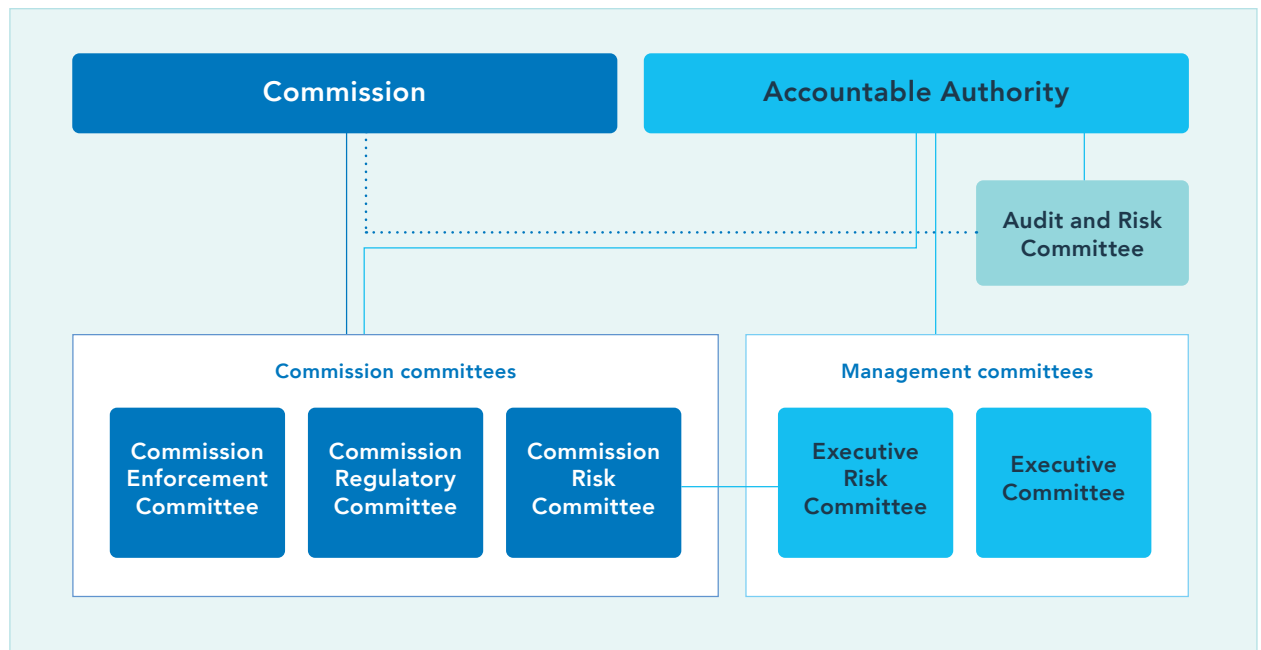 Commission
Accountable Authority
Audit and Risk
Committee
Commission committees
Commission
Enforcement
Committee
Commission
Regulatory
Committee
Commission
Risk
Committee
Management committees
Executive
Risk
Committee
Executive
Committee